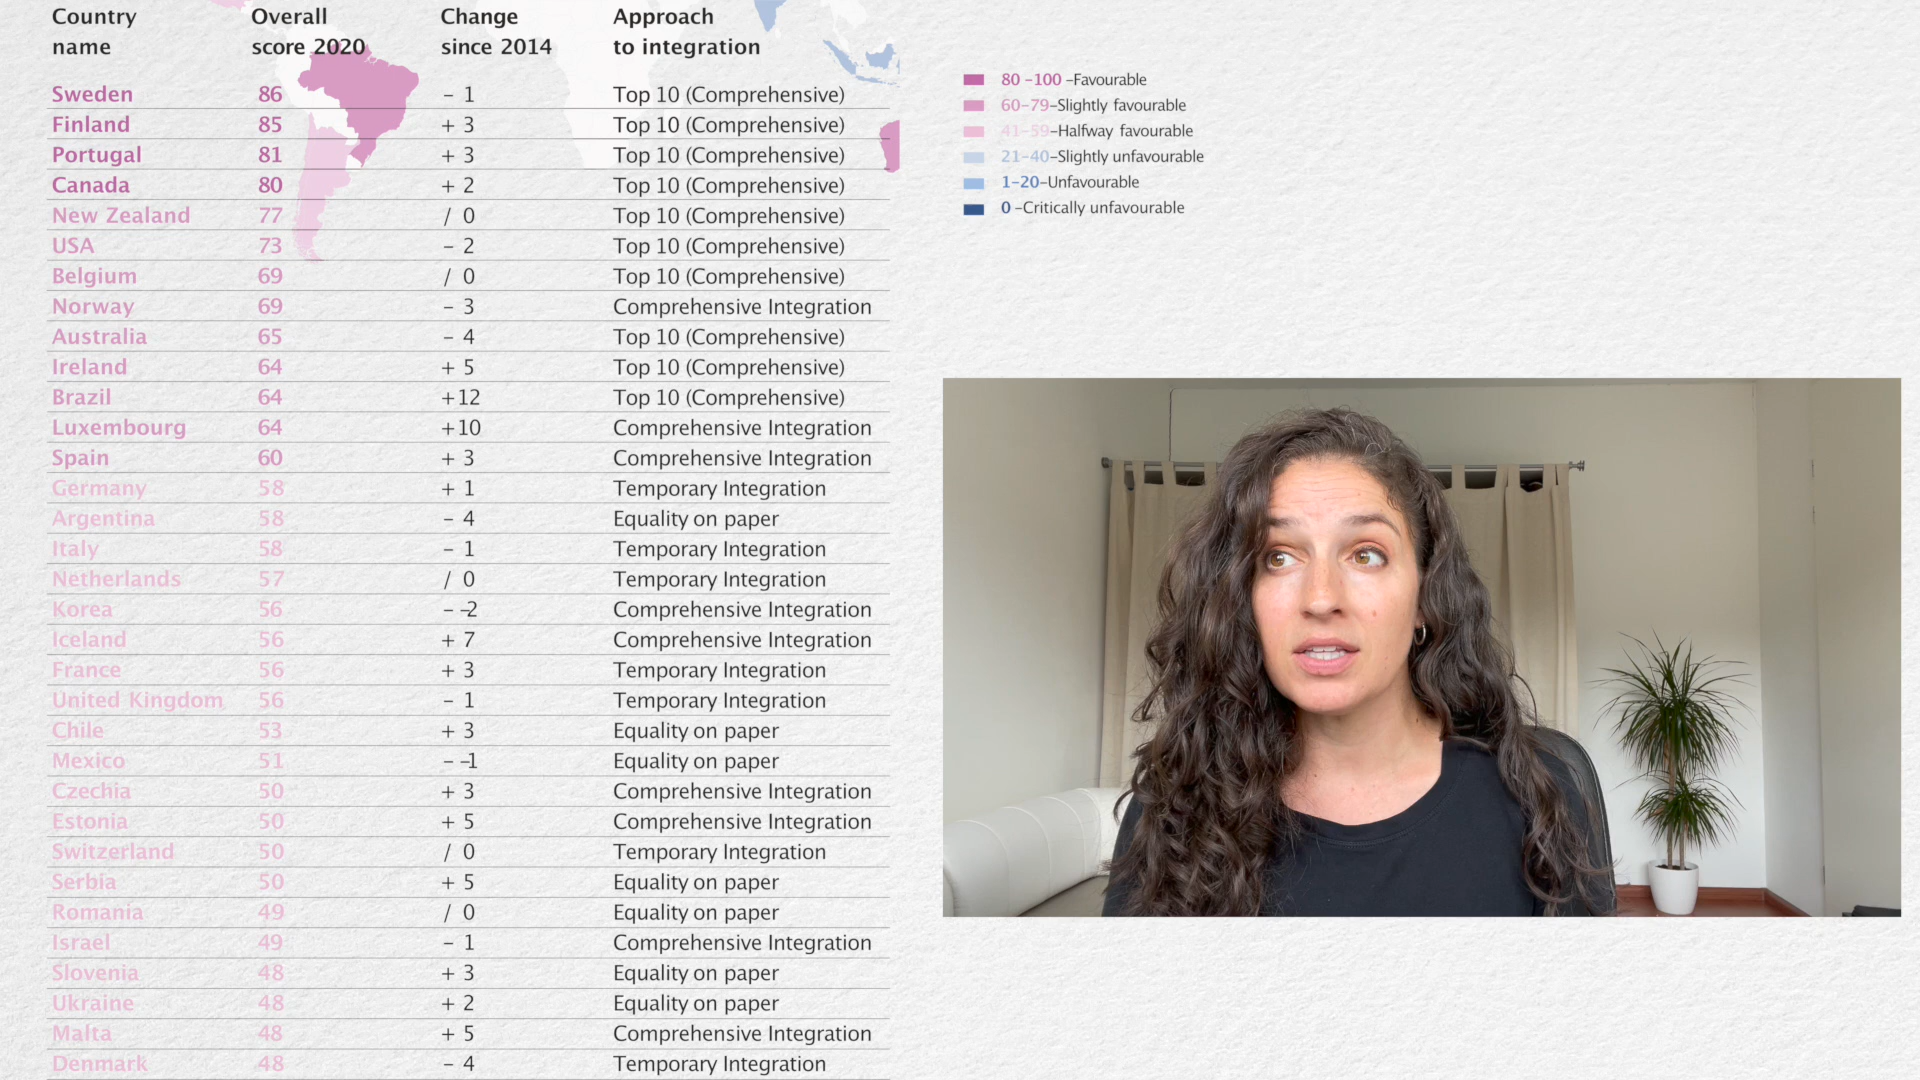 Country name Overall score 2020 Change since 2014 Approach to integration
Sweden 86 – 1 Top 10 (Comprehensive)
Finland 85 + 3 Top 10 (Comprehensive)
Portugal 81 + 3 Top 10 (Comprehensive)
Canada 80 + 2 Top 10 (Comprehensive)
New Zealand 77 / 0 Top 10 (Comprehensive)
USA 73 – 2 Top 10 (Comprehensive)
Belgium 69 / 0 Top 10 (Comprehensive)
Norway 69 – 3 Comprehensive Integration
Australia 65 – 4 Top 10 (Comprehensive)
Ireland 64 + 5 Top 10 (Comprehensive)
Brazil 64 +12 Top 10 (Comprehensive)
Luxembourg 64 +10 Comprehensive Integration
Spain 60 + 3 Comprehensive Integration
Germany 58 + 1 Temporary Integration
Argentina 58 – 4 Equality on paper
Italy 58 – 1 Temporary Integration
Netherlands 57 / 0 Temporary Integration
Korea 56 – –2 Comprehensive Integration
Iceland 56 + 7 Comprehensive Integration
France 56 + 3 Temporary Integration
United Kingdom 56 – 1 Temporary Integration
Chile 53 + 3 Equality on paper
Mexico 51 – –1 Equality on paper
Czechia 50 + 3 Comprehensive Integration
Estonia 50 + 5 Comprehensive Integration
Switzerland 50 / 0 Temporary Integration
Serbia 50 + 5 Equality on paper
Romania 49 / 0 Equality on paper
Israel 49 – 1 Comprehensive Integration
Slovenia 48 + 3 Equality on paper
Ukraine 48 + 2 Equality on paper
Malta 48 + 5 Comprehensive Integration
Denmark 48 – 4 Temporary Integration
80 –100 –Favourable
60–79–Slightly favourable
41–59–Halfway favourable
21–40–Slightly unfavourable
1–20–Unfavourable
0 –Critically unfavourable